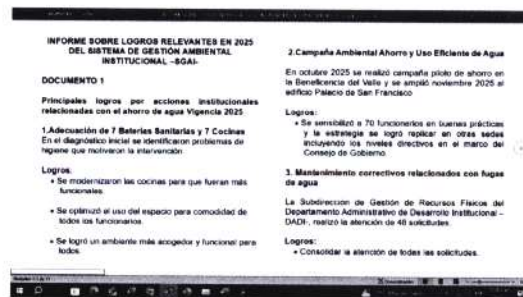 INFORME SOBRE LOGROS RELEVANTES EN 2025
DEL SISTEMA DE GESTIÓN AMBIENTAL
INSTITUCIONAL –SGAI-
DOCUMENTO 1
Principales logros por acciones institucionales
relacionadas con el ahorro de agua Vigencia 2025
1.Adecuación de 7 Baterías Sanitarias y 7 Cocinas
En el diagnóstico inicial se identificaron problemas de
higiene que motivaron la intervención.
Logros:
• Se modernizaron las cocinas para que fueran más
funcionales.
• Se optimizó el uso del espacio para comodidad de
todos los funcionarios.
• Se logró un ambiente más acogedor y funcional para
todos.
2.Campaña Ambiental Ahorro y Uso Eficiente de Agua
En octubre 2025 se realizó campaña piloto de ahorro en
la Beneficencia del Valle y se amplió noviembre 2025 al
edificio Palacio de San Francisco
Logros:
• Se sensibilizó a 70 funcionarios en buenas prácticas
y la estrategia se logró replicar en otras sedes
incluyendo los niveles directivos en el marco del
Consejo de Gobierno.
3. Mantenimiento correctivos relacionados con fugas
de agua
La Subdirección de Gestión de Recursos Físicos del
Departamento Administrativo de Desarrollo Institucional –
DADI-, realizó la atención de 48 solicitudes.
Logros:
• Consolidar la atención de todas las solicitudes.